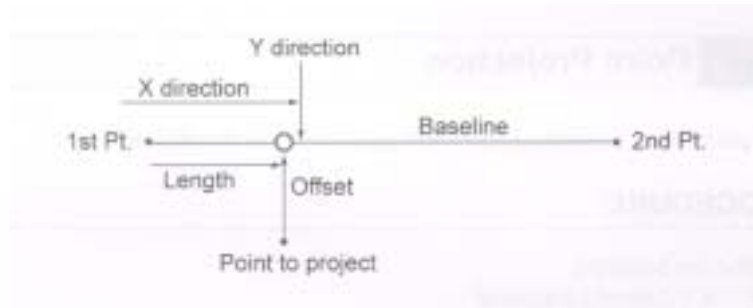 Y direction
X direction
1st Pt.
Baseline
2nd Pt.
Length
Offset
Point to project